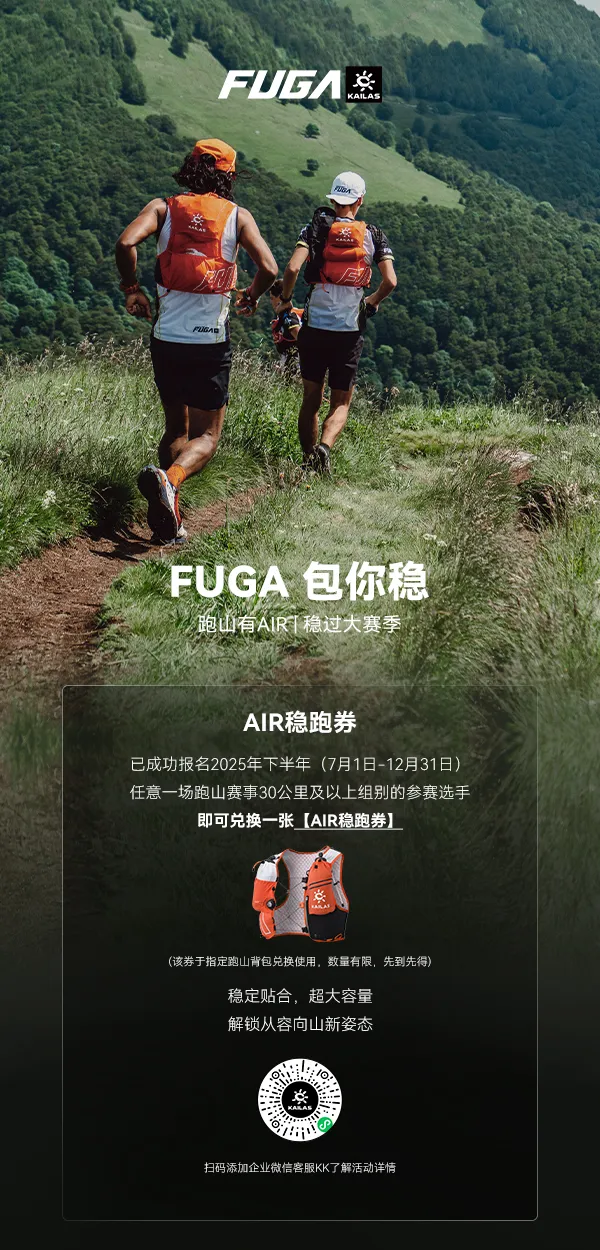 FUGA
KAILAS
FUGA
KAILAS
KAILAS
FUGA
FUGA 包你稳
跑山有AIR | 稳过大赛季
AIR稳跑券
已成功报名2025年下半年（7月1日-12月31日）
任意一场跑山赛事30公里及以上组别的参赛选手
即可兑换一张【AIR稳跑券】
KAILAS
(该券于指定跑山背包兑换使用，数量有限，先到先得)
稳定贴合，超大容量
解锁从容向山新姿态
KAILAS
扫码添加企业微信客服KK了解活动详情